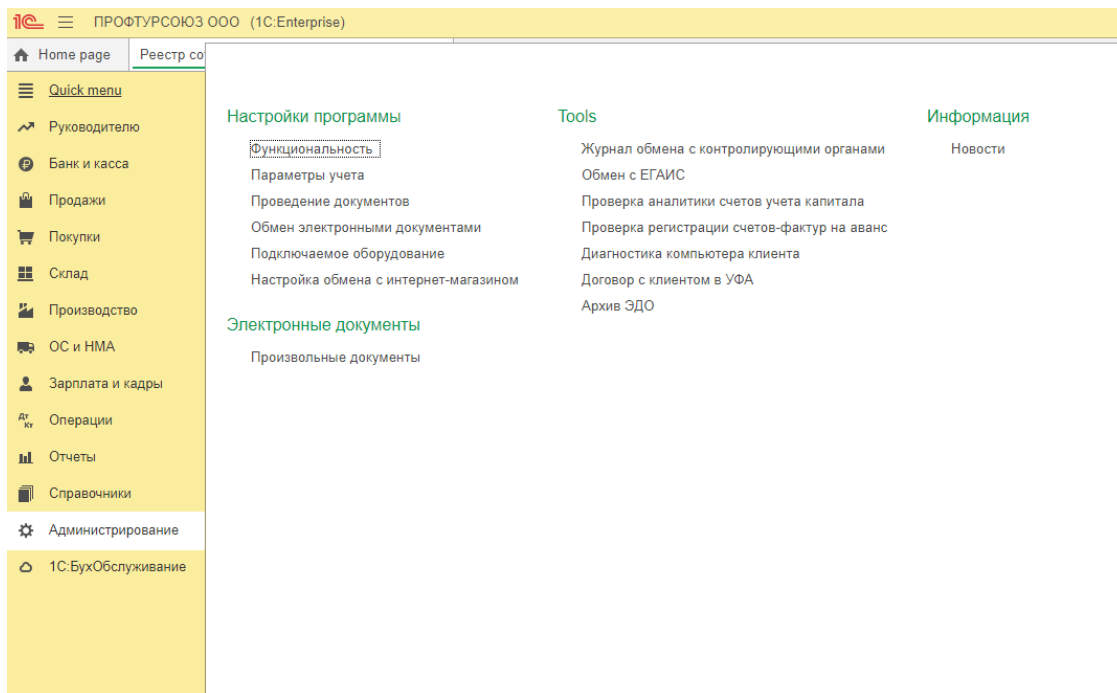 1С ПРОФТУРСОЮЗ ООО (1C:Enterprise)
Home page Реестр со
Quick menu
Руководителю
Банк и касса
Продажи
Покупки
Склад
Производство
ОС и НМА
Зарплата и кадры
Дт Кт Операции
Отчеты
Справочники
Администрирование
1С:БухОбслуживание
Настройки программы
Функциональность
Параметры учета
Проведение документов
Обмен электронными документами
Подключаемое оборудование
Настройка обмена с интернет-магазином
Электронные документы
Произвольные документы
Tools
Журнал обмена с контролирующими органами
Обмен с ЕГАИС
Проверка аналитики счетов учета капитала
Проверка регистрации счетов-фактур на аванс
Диагностика компьютера клиента
Договор с клиентом в УФА
Архив ЭДО
Информация
Новости